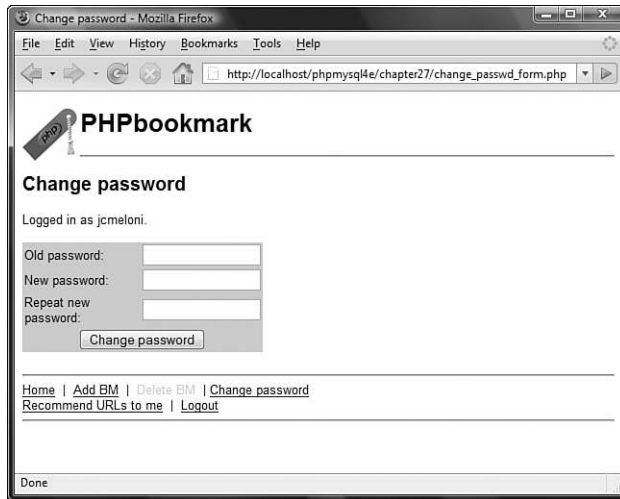 Change password - Mozilla Firefox
File Edit View History Bookmarks Tools Help
http://localhost/phpmysql4e/chapter27/change_passwd_form.php
php
PHPbookmark
Change password
Logged in as jcmeloni.
Old password:
New password:
Repeat new
password:
Change password
Home | Add BM | Delete BM | Change password
Recommend URLs to me | Logout
Done